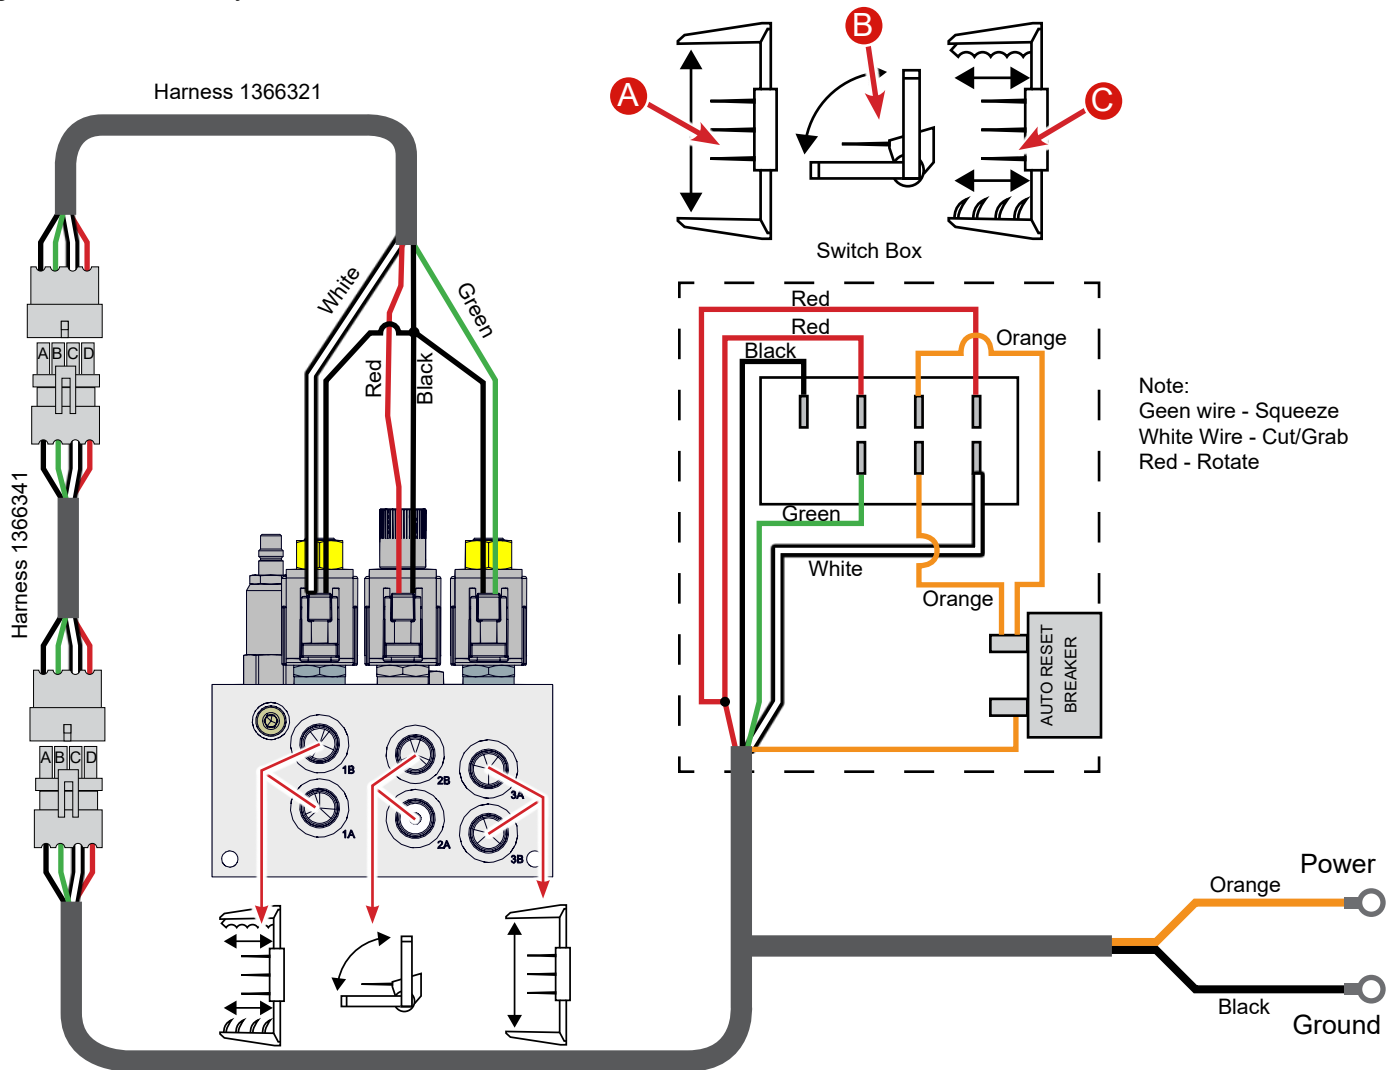 A
B
C
Harness 1366321
Switch Box
White
Green
Red
Black
Red
Red
Black
Orange
Note:
Geen wire - Squeeze
White Wire - Cut/Grab
Red - Rotate
A B C D
Harness 1366341
Green
White
Orange
AUTO RESET
BREAKER
A B C D
1B
2B
3A
1A
2A
3B
Power
Orange
Black
Ground